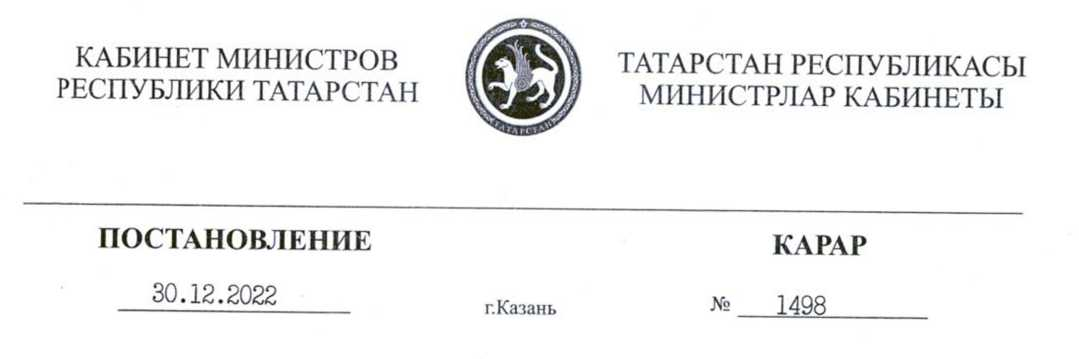 КАБИНЕТ МИНИСТРОВ
РЕСПУБЛИКИ ТАТАРСТАН
ТАТАРСТАН
ТАТАРСТАН РЕСПУБЛИКАСЫ
МИНИСТРЛАР КАБИНЕТЫ
ПОСТАНОВЛЕНИЕ
КАРАР
30.12.2022
г.Казань
№ 1498